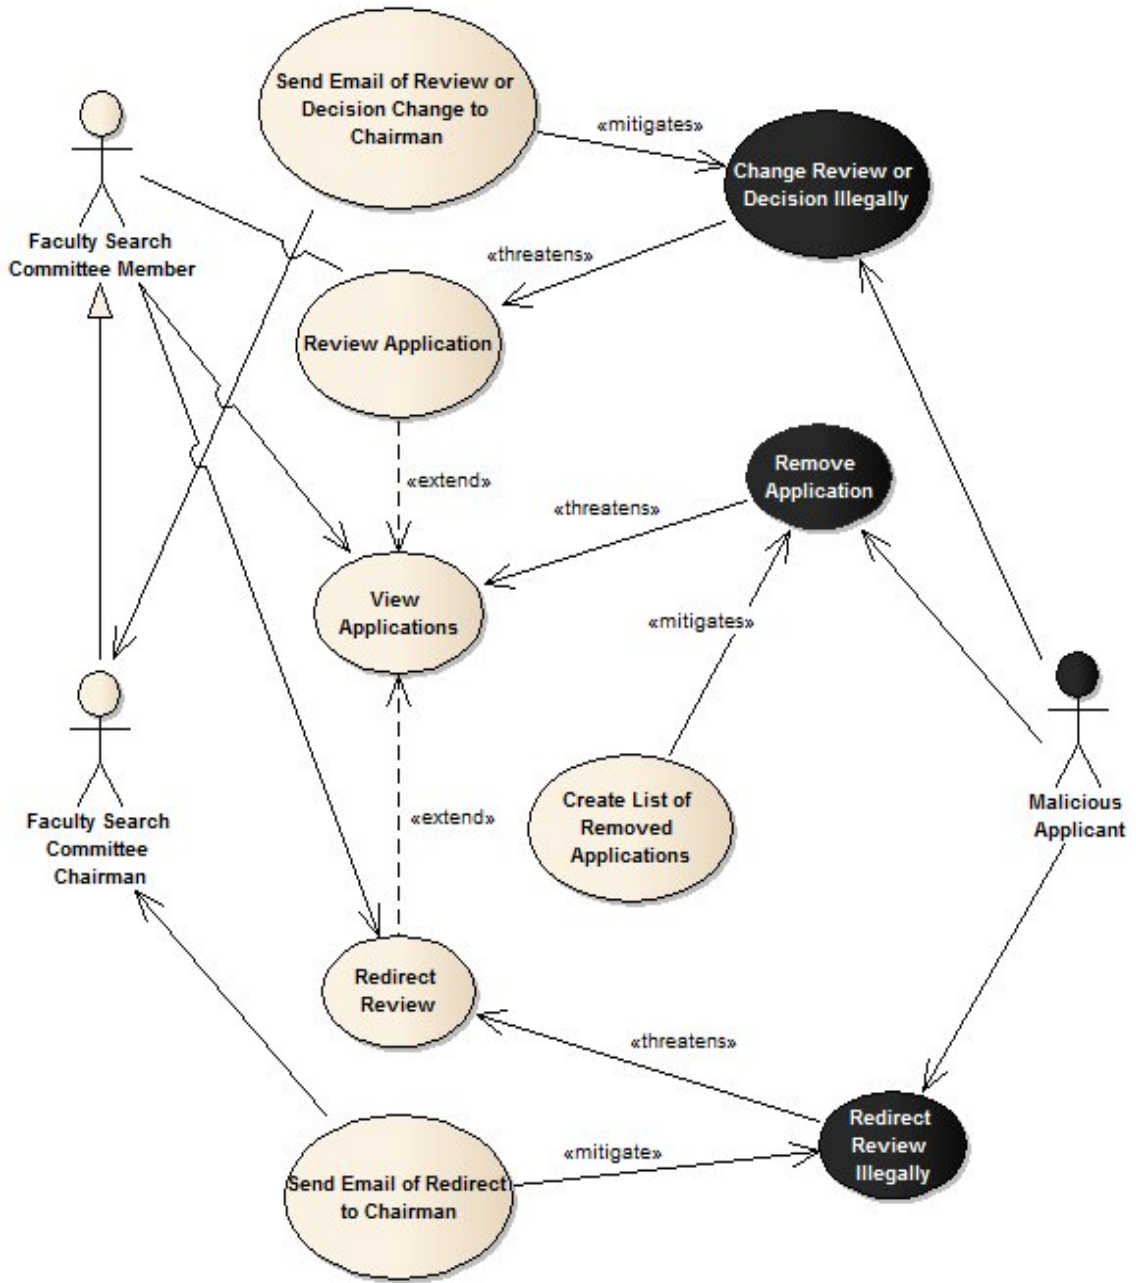 Send Email of Review or
Decision Change to
Chairman
«mitigates»
Change Review or
Decision Illegally
Faculty Search
Committee Member
«threatens»
Review Application
Remove
Application
«extend»
«threatens»
View
Applications
«mitigates»
Create List of
Removed
Applications
Malicious
Applicant
Faculty Search
Committee
Chairman
«extend»
Redirect
Review
«threatens»
Redirect
Review
Illegally
«mitigate»
Send Email of Redirect
to Chairman